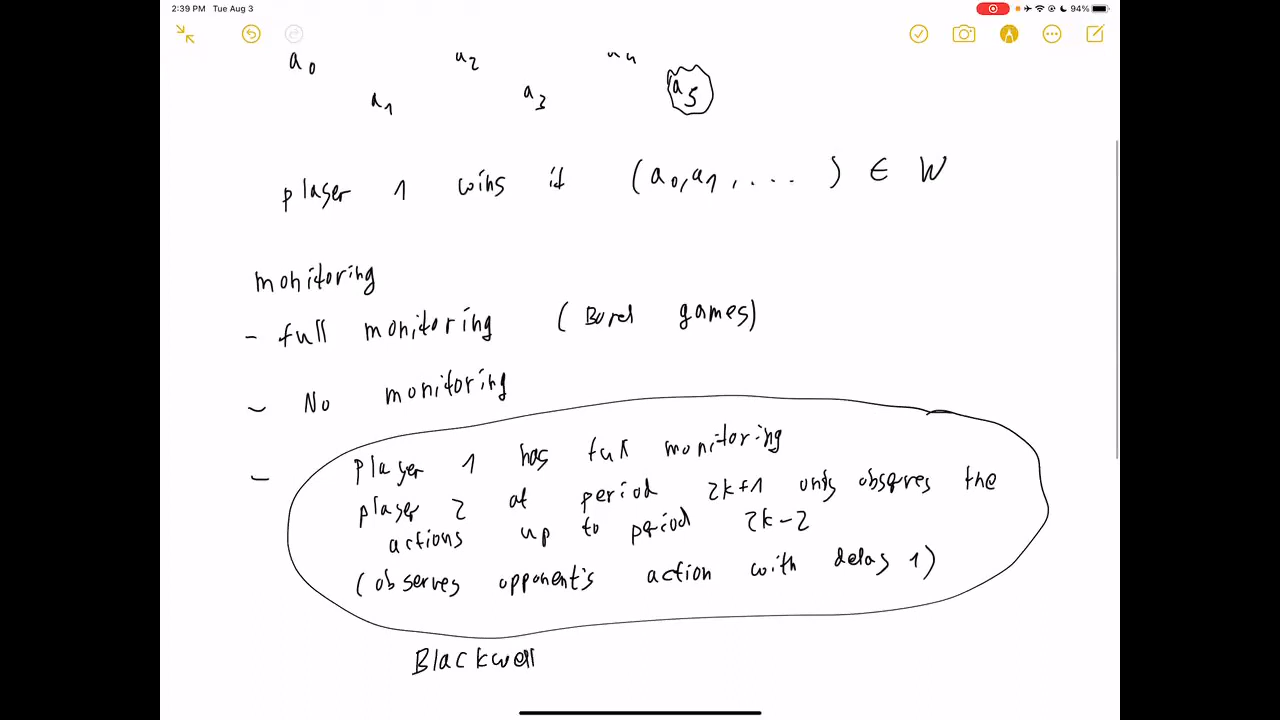 2:39 PM Tue Aug 3
94%
a0 a2 a4
a1 a3 a5
player 1 wins if (a0, a1, .... ) ∈ W
monitoring
- full monitoring (Borel games)
- No monitoring
- player 1 has full monitoring
player 2 at period 2k+1 only observes the
actions up to period 2k-2
(observes opponent's action with delay 1)
Blackwell